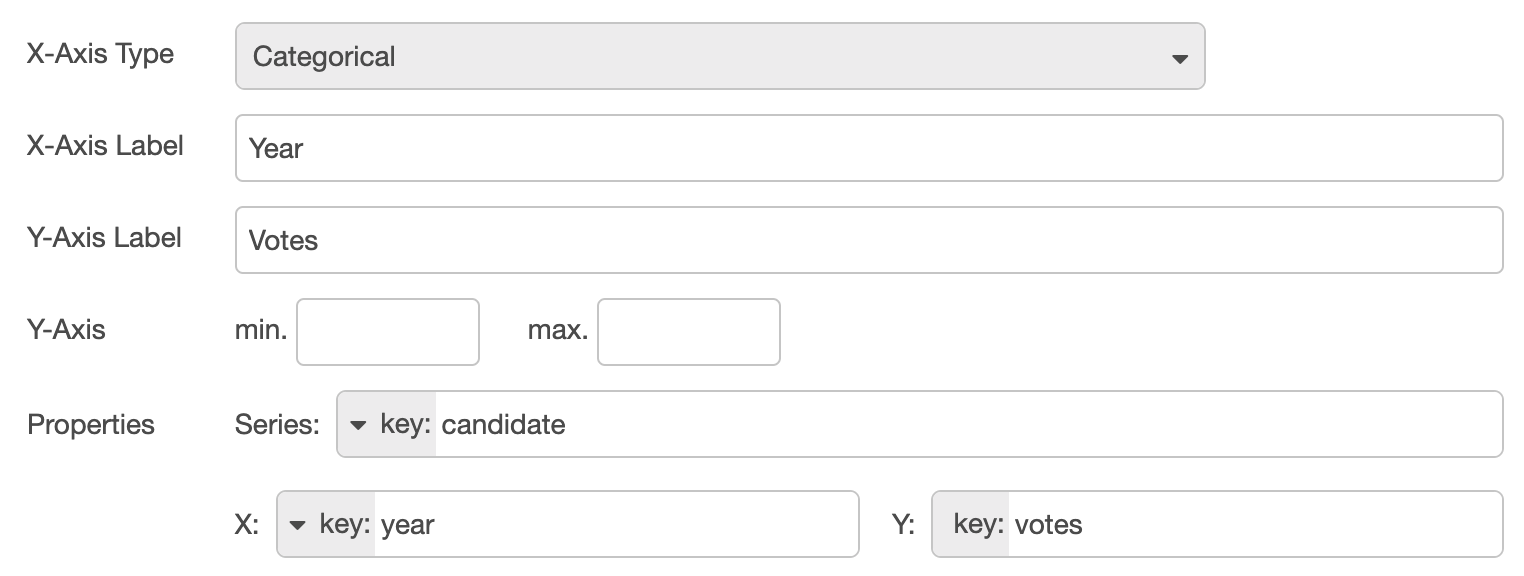 X-Axis Type Categorical
X-Axis Label Year
Y-Axis Label Votes
Y-Axis min. max.
Properties Series: key: candidate
X: key: year Y: key: votes